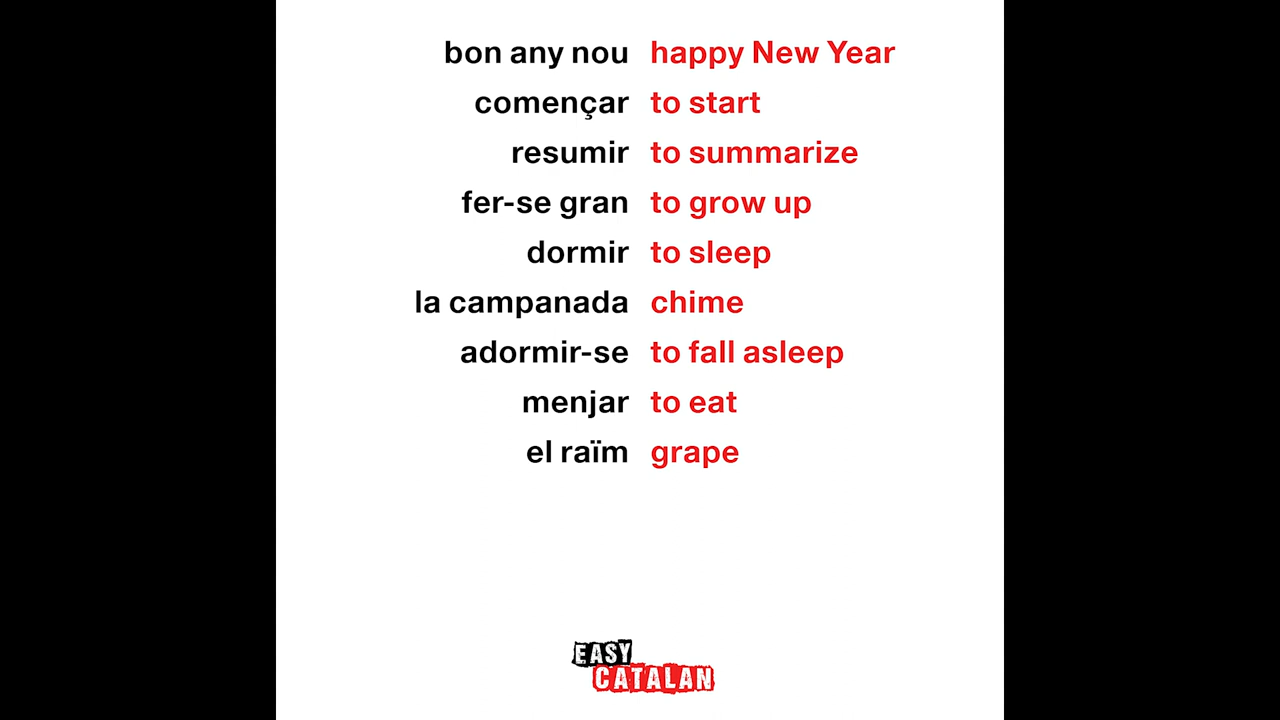 bon any nou happy New Year
començar to start
resumir to summarize
fer-se gran to grow up
dormir to sleep
la campanada chime
adormir-se to fall asleep
menjar to eat
el raïm grape
EASY
CATALAN